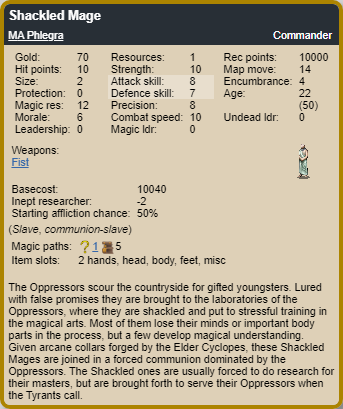 Shackled Mage
MA Phlegra Commander
Gold: 70 Resources: 1 Rec points: 10000
Hit points: 10 Strength: 10 Map move: 14
Size: 2 Attack skill: 8 Encumbrance: 4
Protection: 0 Defence skill: 7 Age: 22
Magic res: 12 Precision: 8 (50)
Morale: 6 Combat speed: 10 Undead ldr: 0
Leadership: 0 Magic ldr: 0
Weapons:
Fist
Basecost: 10040
Inept researcher: -2
Starting affliction chance: 50%
(Slave, communion-slave)
Magic paths: ? 1 5
Item slots: 2 hands, head, body, feet, misc
The Oppressors scour the countryside for gifted youngsters. Lured
with false promises they are brought to the laboratories of the
Oppressors, where they are shackled and put to stressful training in
the magical arts. Most of them lose their minds or important body
parts in the process, but a few develop magical understanding.
Given arcane collars forged by the Elder Cyclopes, these Shackled
Mages are joined in a forced communion dominated by the
Oppressors. The Shackled ones are usually forced to do research for
their masters, but are brought forth to serve their Oppressors when
the Tyrants call.